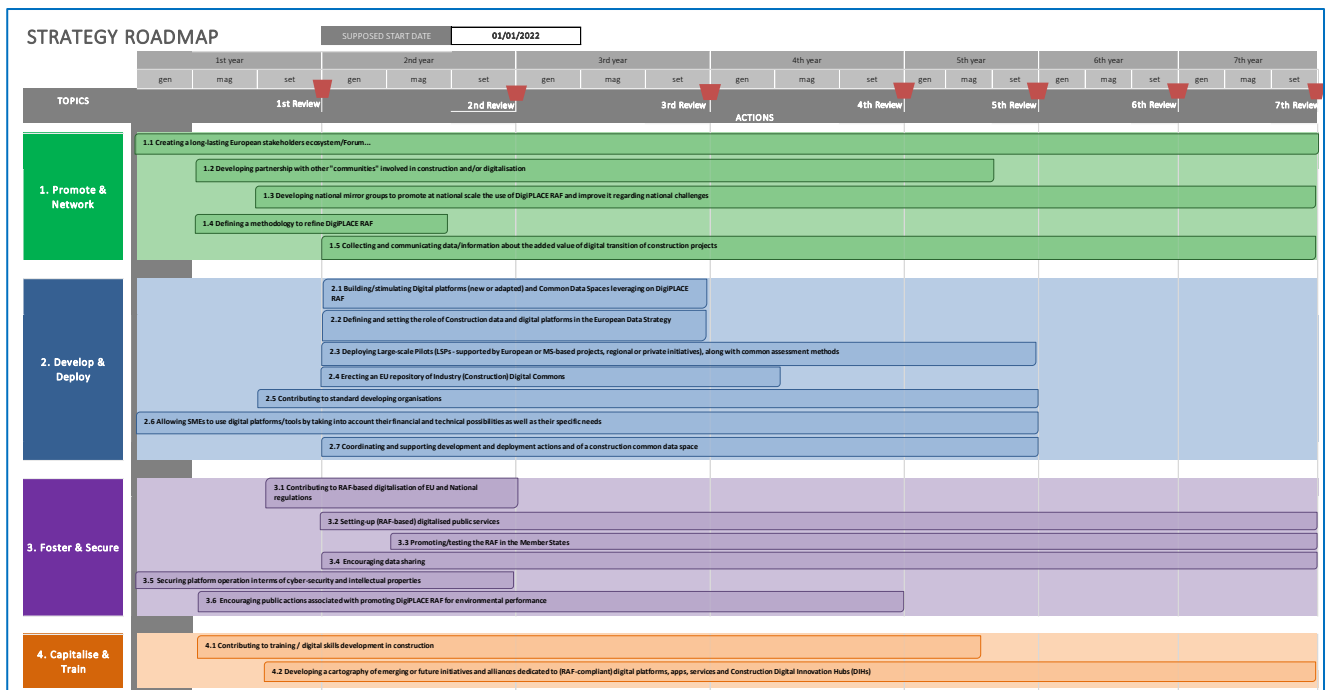 STRATEGY ROADMAP
SUPPOSED START DATE
01/01/2022
1st year
2nd year
3rd year
4th year
5th year
6th year
7th year
gen
mag
set
gen
mag
set
gen
mag
set
gen
mag
set
gen
mag
set
gen
mag
set
gen
mag
set
TOPICS
1st Review
2nd Review
3rd Review
4th Review
5th Review
6th Review
7th Review
ACTIONS
1. Promote &
Network
1.1 Creating a long-lasting European stakeholders ecosystem/Forum...
1.2 Developing partnership with other "communities" involved in construction and/or digitalisation
1.3 Developing national mirror groups to promote at national scale the use of DigiPLACE RAF and improve it regarding national challenges
1.4 Defining a methodology to refine DigiPLACE RAF
1.5 Collecting and communicating data/information about the added value of digital transition of construction projects
2. Develop &
Deploy
2.1 Building/stimulating Digital platforms (new or adapted) and Common Data Spaces leveraging on DigiPLACE
RAF
2.2 Defining and setting the role of Construction data and digital platforms in the European Data Strategy
2.3 Deploying Large-scale Pilots (LSPs - supported by European or MS-based projects, regional or private initiatives), along with common assessment methods
2.4 Erecting an EU repository of Industry (Construction) Digital Commons
2.5 Contributing to standard developing organisations
2.6 Allowing SMEs to use digital platforms/tools by taking into account their financial and technical possibilities as well as their specific needs
2.7 Coordinating and supporting development and deployment actions and of a construction common data space
3. Foster & Secure
3.1 Contributing to RAF-based digitalisation of EU and National
regulations
3.2 Setting-up (RAF-based) digitalised public services
3.3 Promoting/testing the RAF in the Member States
3.4 Encouraging data sharing
3.5 Securing platform operation in terms of cyber-security and intellectual properties
3.6 Encouraging public actions associated with promoting DigiPLACE RAF for environmental performance
4. Capitalise &
Train
4.1 Contributing to training / digital skills development in construction
4.2 Developing a cartography of emerging or future initiatives and alliances dedicated to (RAF-compliant) digital platforms, apps, services and Construction Digital Innovation Hubs (DIHs)